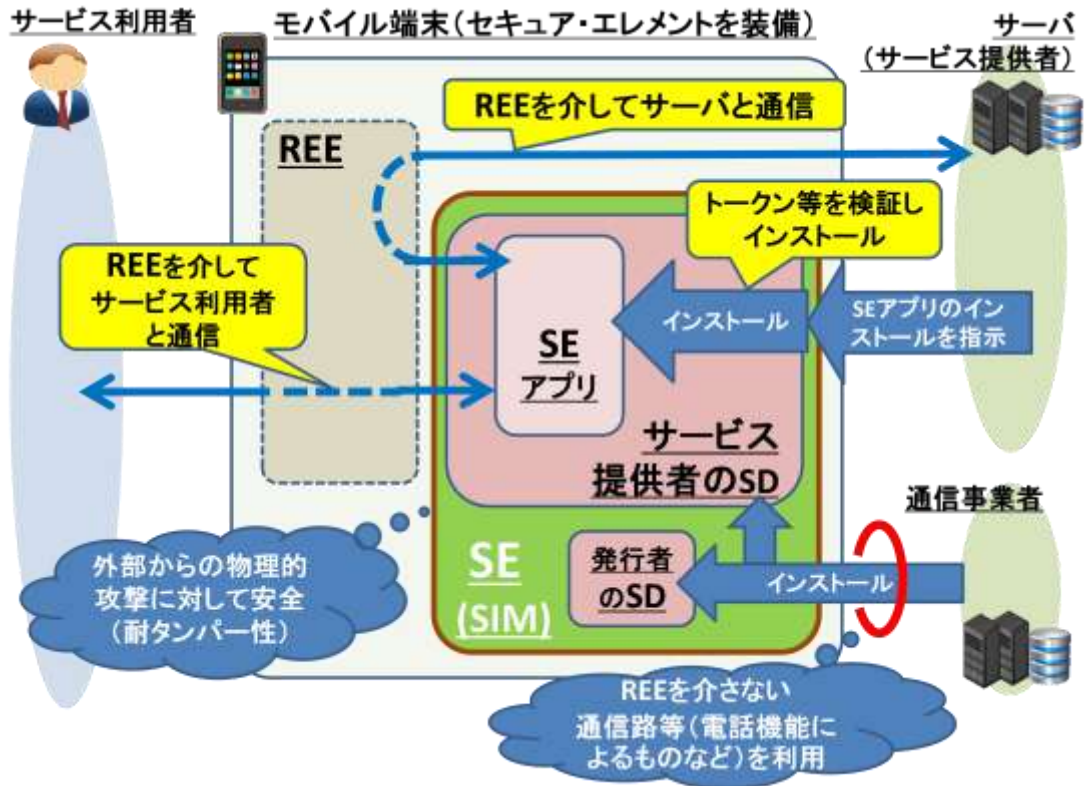 サービス利用者
モバイル端末(セキュア・エレメントを装備)
サーバ
(サービス提供者)
REEを介してサーバと通信
REE
トークン等を検証し
インストール
REEを介して
サービス利用者
と通信
SE
アプリ
インストール
SEアプリのイン
ストールを指示
サービス
提供者のSD
通信事業者
外部からの物理的
攻撃に対して安全
(耐タンパー性)
SE
(SIM)
発行者
のSD
インストール
REEを介さない
通信路等(電話機能に
よるものなど)を利用